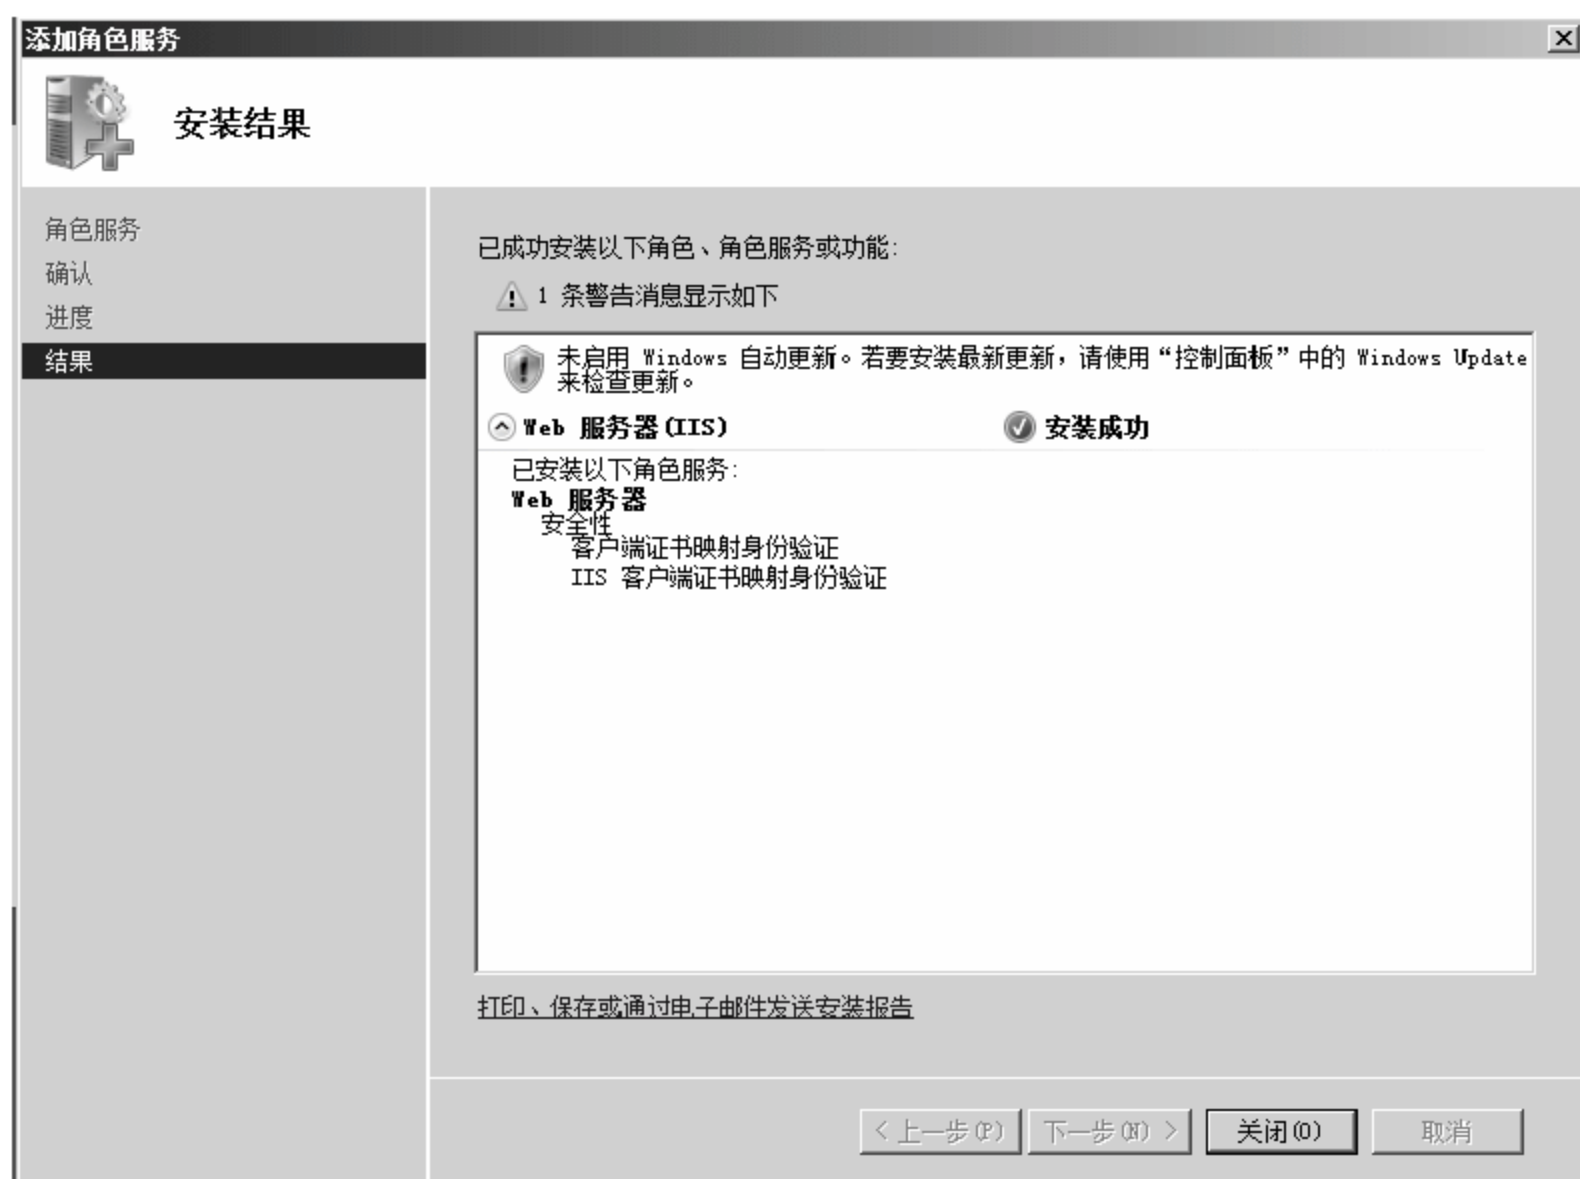 添加角色服务
安装结果
角色服务
确认
进度
结果
已成功安装以下角色、角色服务或功能:
1 条警告消息显示如下
未启用 Windows 自动更新。若要安装最新更新，请使用“控制面板”中的 Windows Update
来检查更新。
Web 服务器(IIS) 安装成功
已安装以下角色服务:
Web 服务器
安全性
客户端证书映射身份验证
IIS 客户端证书映射身份验证
打印、保存或通过电子邮件发送安装报告
< 上一步(P) 下一步(N) > 关闭(O) 取消